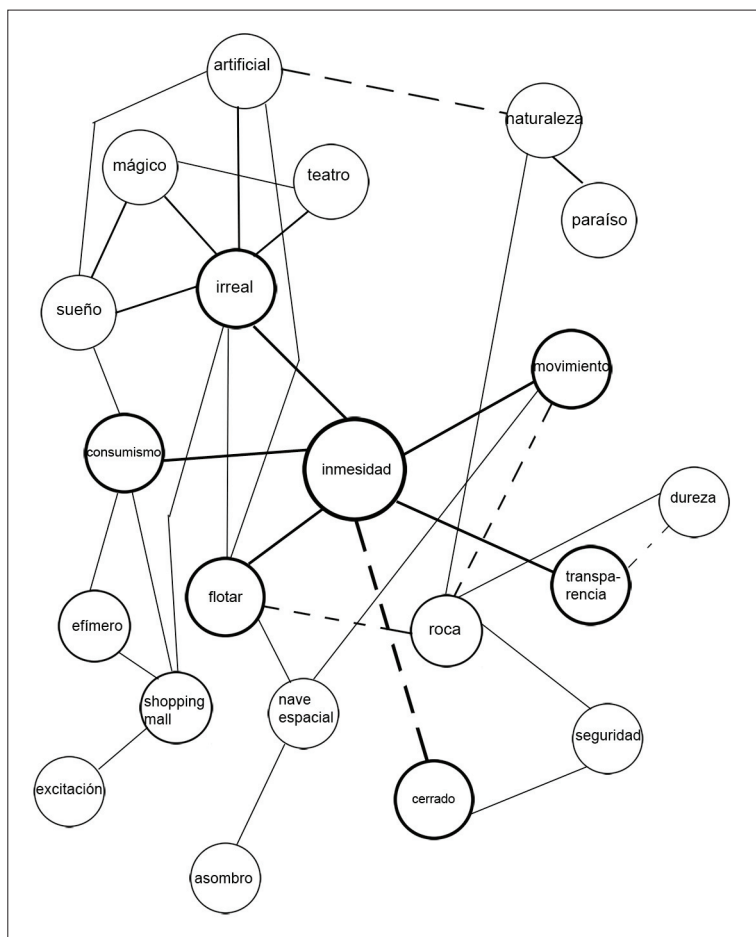 artificial
naturaleza
mágico
teatro
paraíso
irreal
sueño
movimiento
consumismo
inmesidad
dureza
transpa-
rencia
flotar
efímero
roca
shopping
mall
nave
espacial
seguridad
excitación
cerrado
asombro